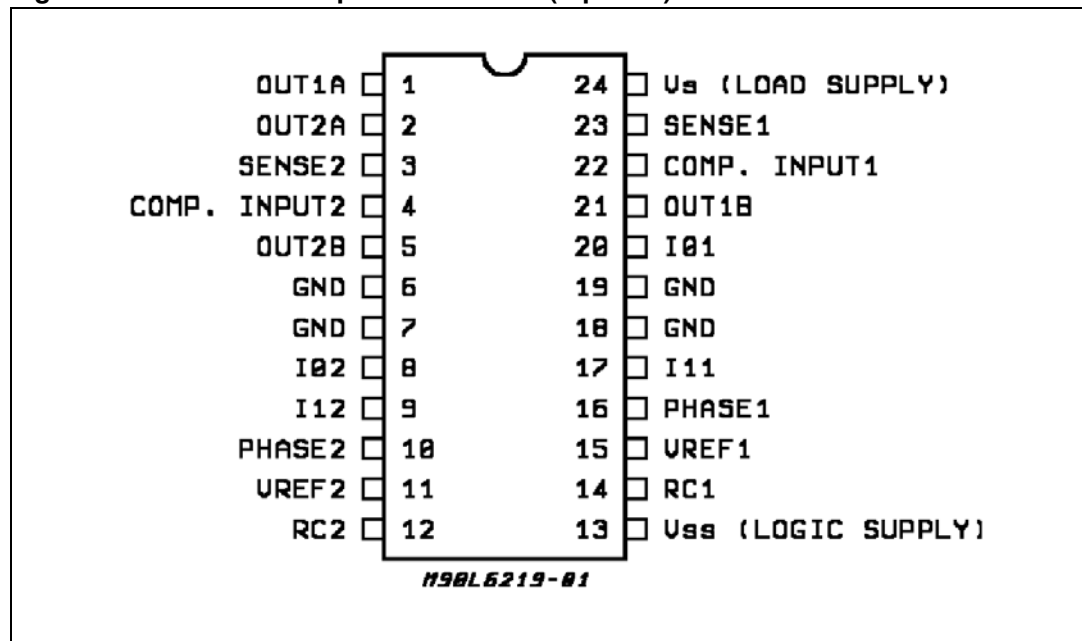 OUT1A 1 24 Vs (LOAD SUPPLY)
OUT2A 2 23 SENSE1
SENSE2 3 22 COMP. INPUT1
COMP. INPUT2 4 21 OUT1B
OUT2B 5 20 I01
GND 6 19 GND
GND 7 18 GND
I02 8 17 I11
I12 9 16 PHASE1
PHASE2 10 15 VREF1
VREF2 11 14 RC1
RC2 12 13 Vss (LOGIC SUPPLY)
M90L6219-01